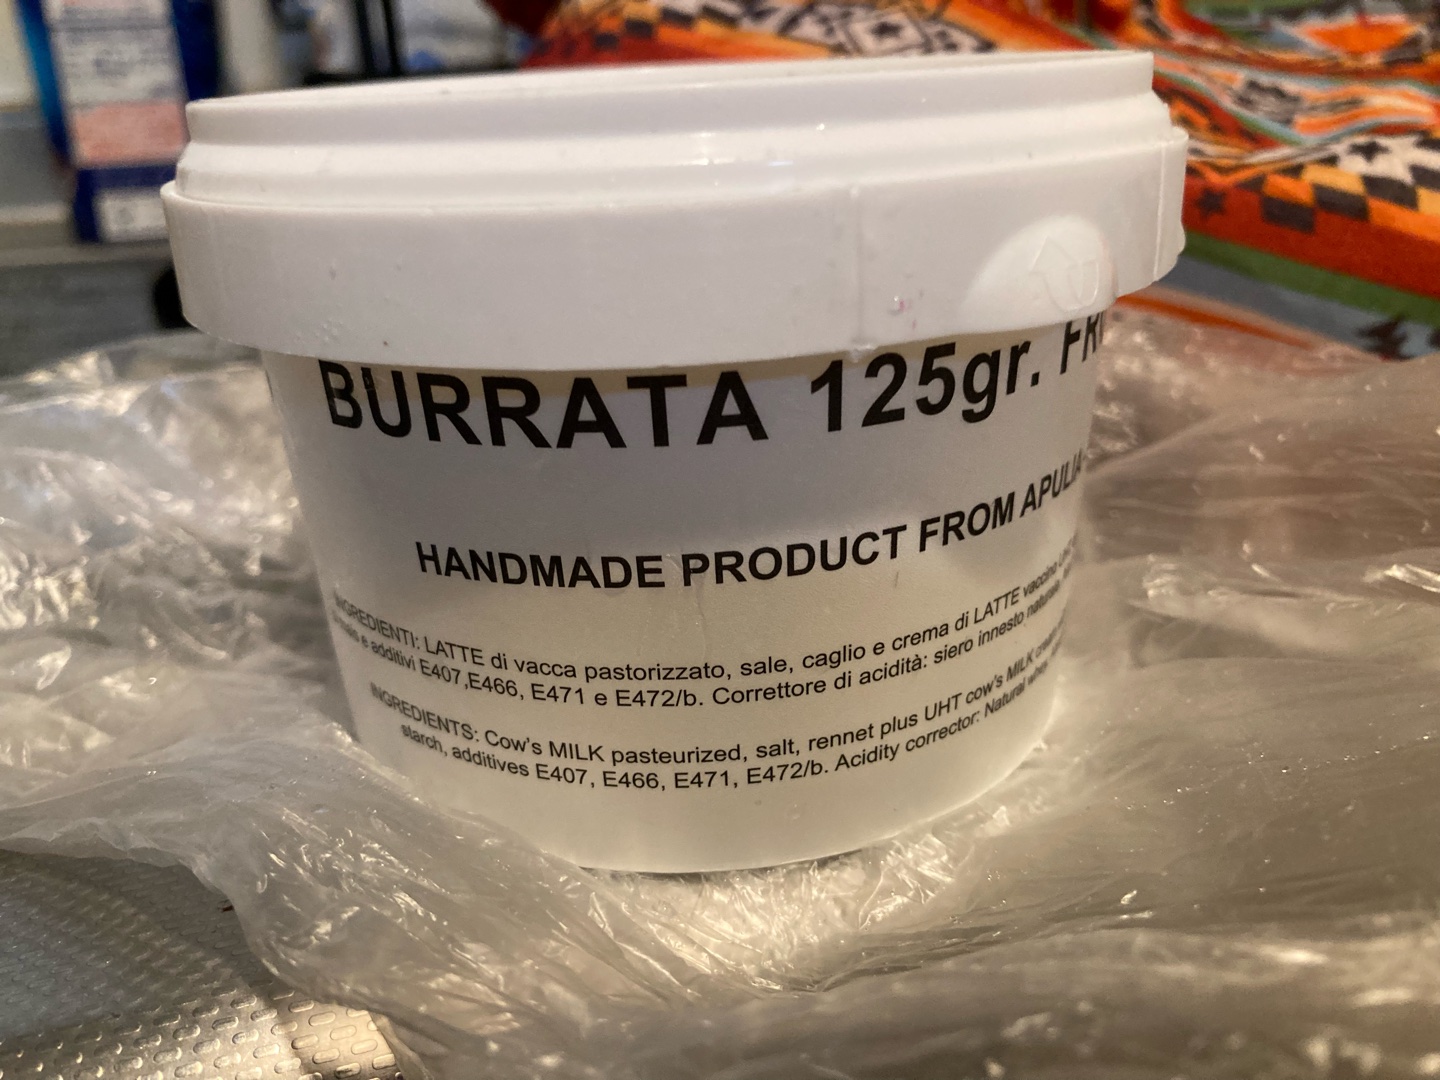 BURRATA 125gr.
HANDMADE PRODUCT FROM APULIA
INGREDIENTI: LATTE di vacca pastorizzato, sale, caglio e crema di LATTE vaccino
e additivi E407,E466, E471 e E472/b. Correttore di acidità: siero innesto naturale,
INGREDIENTS: Cow's MILK pasteurized, salt, rennet plus UHT cow's MILK
starch, additives E407, E466, E471, E472/b. Acidity corrector: Natural